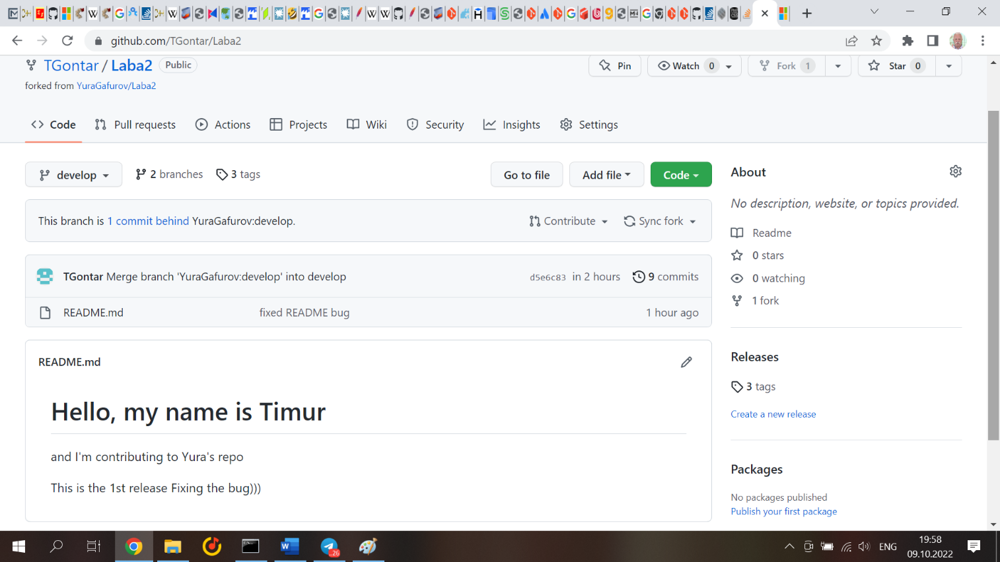 github.com/TGontar/Laba2
TGontar / Laba2 Public
Pin
Watch 0
Fork 1
Star 0
forked from YuraGafurov/Laba2
Code
Pull requests
Actions
Projects
Wiki
Security
Insights
Settings
develop
2 branches
3 tags
Go to file
Add file
Code
This branch is 1 commit behind YuraGafurov:develop.
Contribute
Sync fork
TGontar Merge branch 'YuraGafurov:develop' into develop
d5e6c83 in 2 hours
9 commits
README.md
fixed README bug
1 hour ago
README.md
Hello, my name is Timur
and I'm contributing to Yura's repo
This is the 1st release Fixing the bug)))
About
No description, website, or topics provided.
Readme
0 stars
0 watching
1 fork
Releases
3 tags
Create a new release
Packages
No packages published
Publish your first package
ENG
19:58
09.10.2022